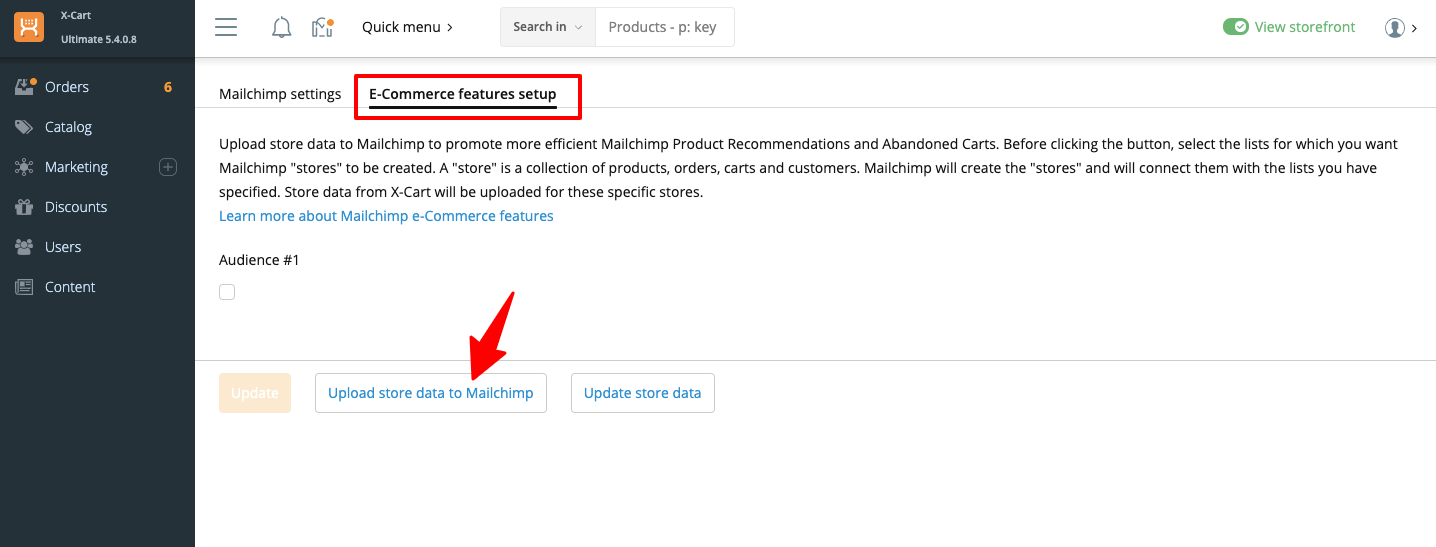 X-Cart
Ultimate 5.4.0.8
Quick menu
Search in
Products - p: key
View storefront
Orders
6
Catalog
Marketing
Discounts
Users
Content
Mailchimp settings
E-Commerce features setup
Upload store data to Mailchimp to promote more efficient Mailchimp Product Recommendations and Abandoned Carts. Before clicking the button, select the lists for which you want
Mailchimp "stores" to be created. A "store" is a collection of products, orders, carts and customers. Mailchimp will create the "stores" and will connect them with the lists you have
specified. Store data from X-Cart will be uploaded for these specific stores.
Learn more about Mailchimp e-Commerce features
Audience #1
Update
Upload store data to Mailchimp
Update store data